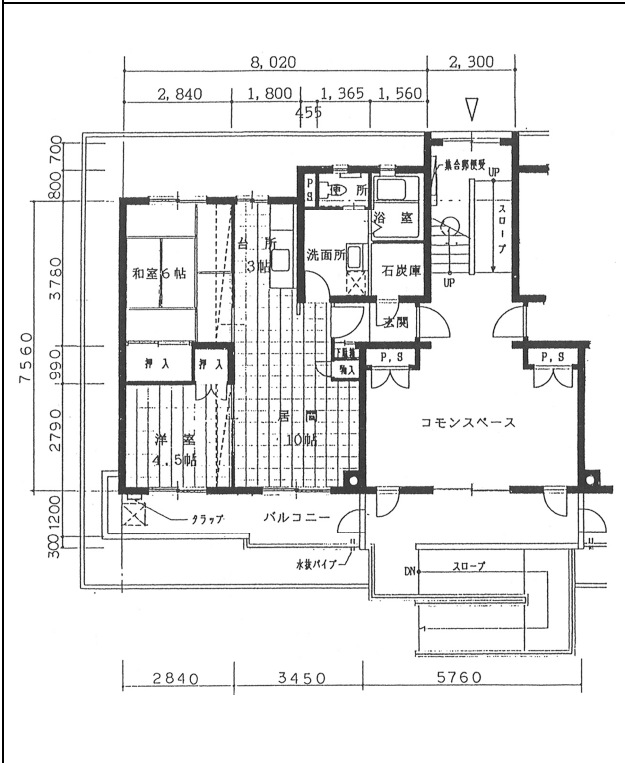 8,020
2,300
2,840
1,800
455
1,365
1,560
700
800
3780
990
2790
1200
300
7560
集合郵便受
UP
スロープ
UP
P
S
便 所
浴 室
洗面所
石炭庫
台 所
3帖
和室6帖
玄関
下駄箱
物入
押 入
押 入
P,S
P,S
コモンスペース
居 間
10帖
洋 室
4.5帖
クラップ
バルコニー
水抜パイプ
DN
スロープ
2840
3450
5760